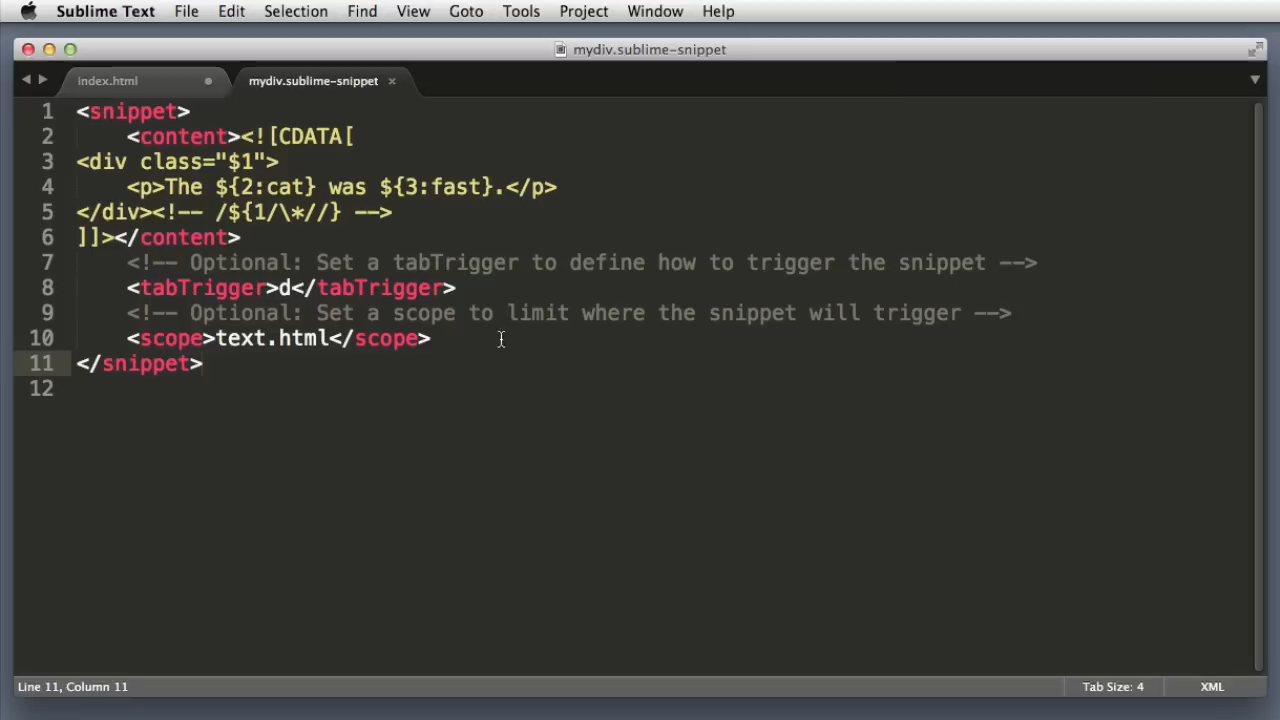 Sublime Text File Edit Selection Find View Goto Tools Project Window Help
mydiv.sublime-snippet
index.html mydiv.sublime-snippet ×
1 <snippet>
2     <content><![CDATA[
3 <div class="$1">
4     <p>The ${2:cat} was ${3:fast}.</p>
5 </div><!-- /${1/\*//} -->
6 ]]></content>
7     <!-- Optional: Set a tabTrigger to define how to trigger the snippet -->
8     <tabTrigger>d</tabTrigger>
9     <!-- Optional: Set a scope to limit where the snippet will trigger -->
10     <scope>text.html</scope>
11 </snippet>
12
Line 11, Column 11 Tab Size: 4 XML